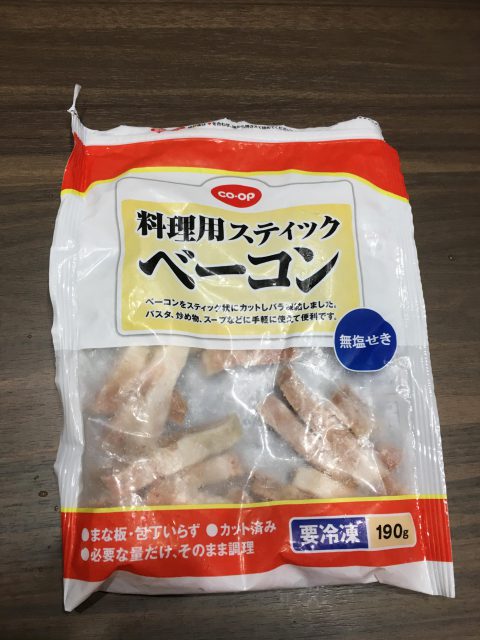 co·op
料理用スティック
ベーコン
ベーコンをスティック状にカットしバラ凍結しました。
パスタ、炒め物、スープなどに手軽に使えて便利です。
無塩せき
●まな板・包丁いらず ●カット済み
●必要な量だけ、そのまま調理
要冷凍 190g